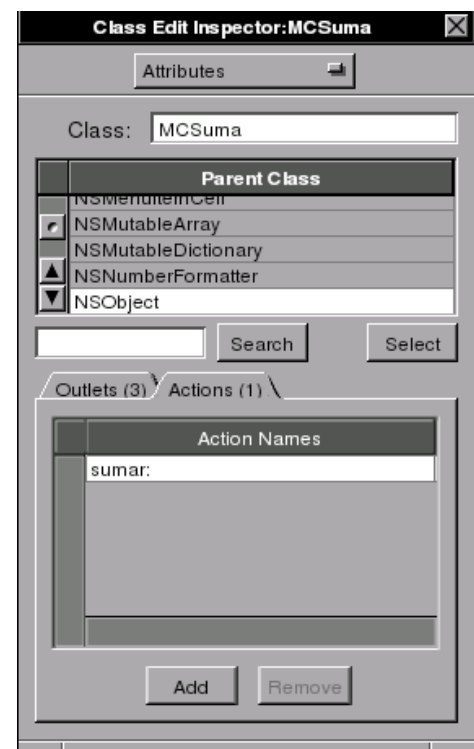 Class Edit Inspector:MCSuma
Attributes
Class: MCSuma
Parent Class
NSMenuItemCell
NSMutableArray
NSMutableDictionary
NSNumberFormatter
NSObject
Search Select
Outlets (3) Actions (1)
Action Names
sumar:
Add Remove